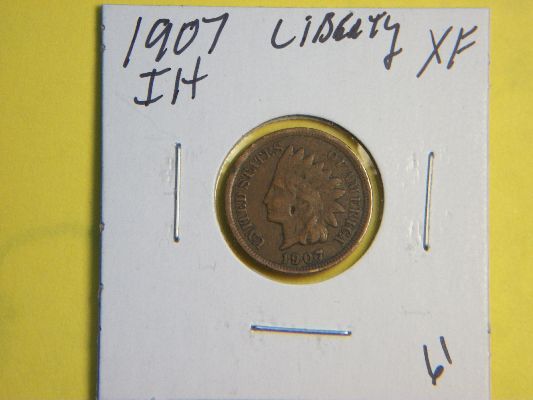 1907 LiBERTY XF
IH
UNITED STATES OF AMERICA
1907